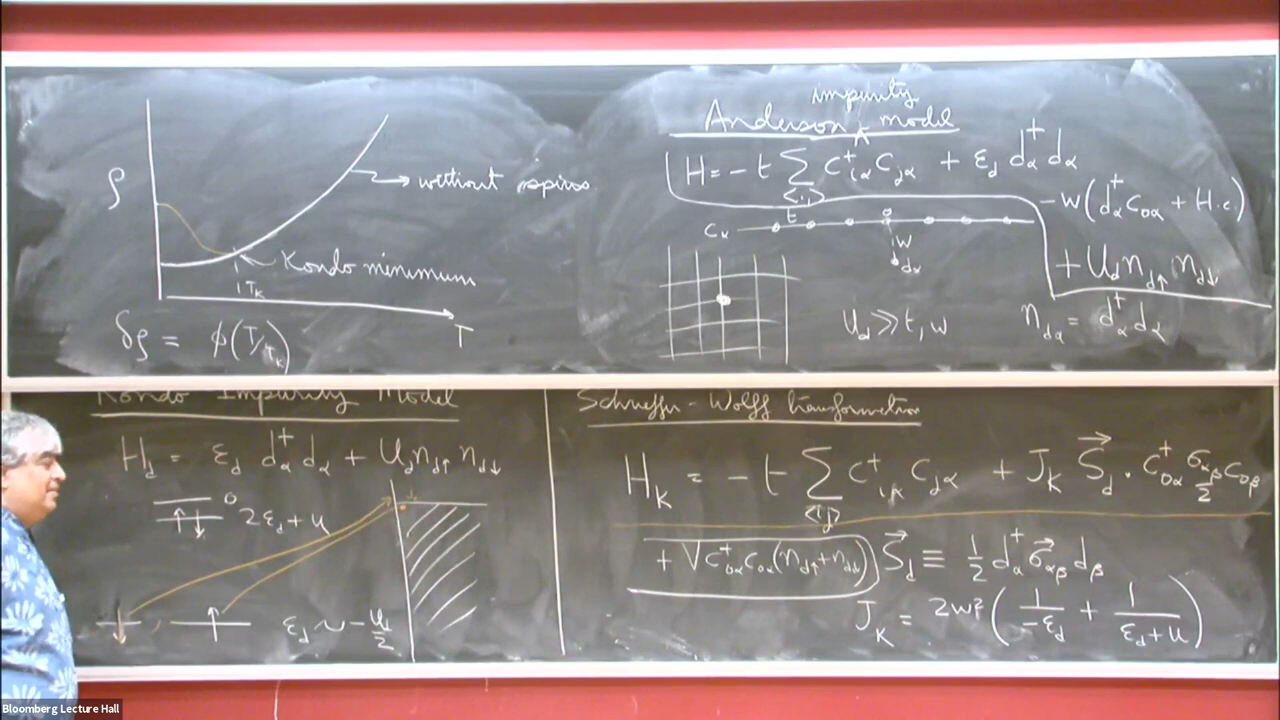 ρ
without spins
Kondo minimum
T_K
T
δρ = φ(T/T_K)
impurity
Anderson ∧ model
H = -t ∑_{<ij>} C†_{iα} C_{jα} + ε_d d†_α d_α
-w(d†_α C_{0α} + H.c)
+ U_d n_{d↑} n_{d↓}
C_α t
w
d_α
U_d ≫ t, w
n_{dα} = d†_α d_α
Kondo Impurity Model
H_d = ε_d d†_α d_α + U_d n_{d↑} n_{d↓}
0
↑ ↓ 2ε_d + U
↓ , ↑ ε_d ~ -U/2
Schrieffer-Wolff transformation
H_K = -t ∑_{<ij>} C†_{iα} C_{jα} + J_K S⃗_d · C†_{0α} σ_{αβ}/2 C_{0β}
+ V C†_{0α} C_{0α} (n_{d↑} + n_{d↓})
S⃗_d ≡ 1/2 d†_α σ⃗_{αβ} d_β
J_K = 2w² (1/-ε_d + 1/ε_d+U)
Bloomberg Lecture Hall